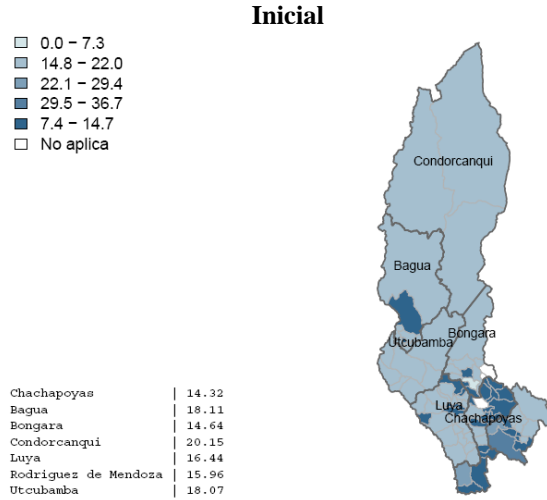 Inicial
0.0 − 7.3
14.8 − 22.0
22.1 − 29.4
29.5 − 36.7
7.4 − 14.7
No aplica
Condorcanqui
Bagua
Bongara
Utcubamba
Luya
Chachapoyas
Chachapoyas | 14.32
Bagua | 18.11
Bongara | 14.64
Condorcanqui | 20.15
Luya | 16.44
Rodriguez de Mendoza | 15.96
Utcubamba | 18.07